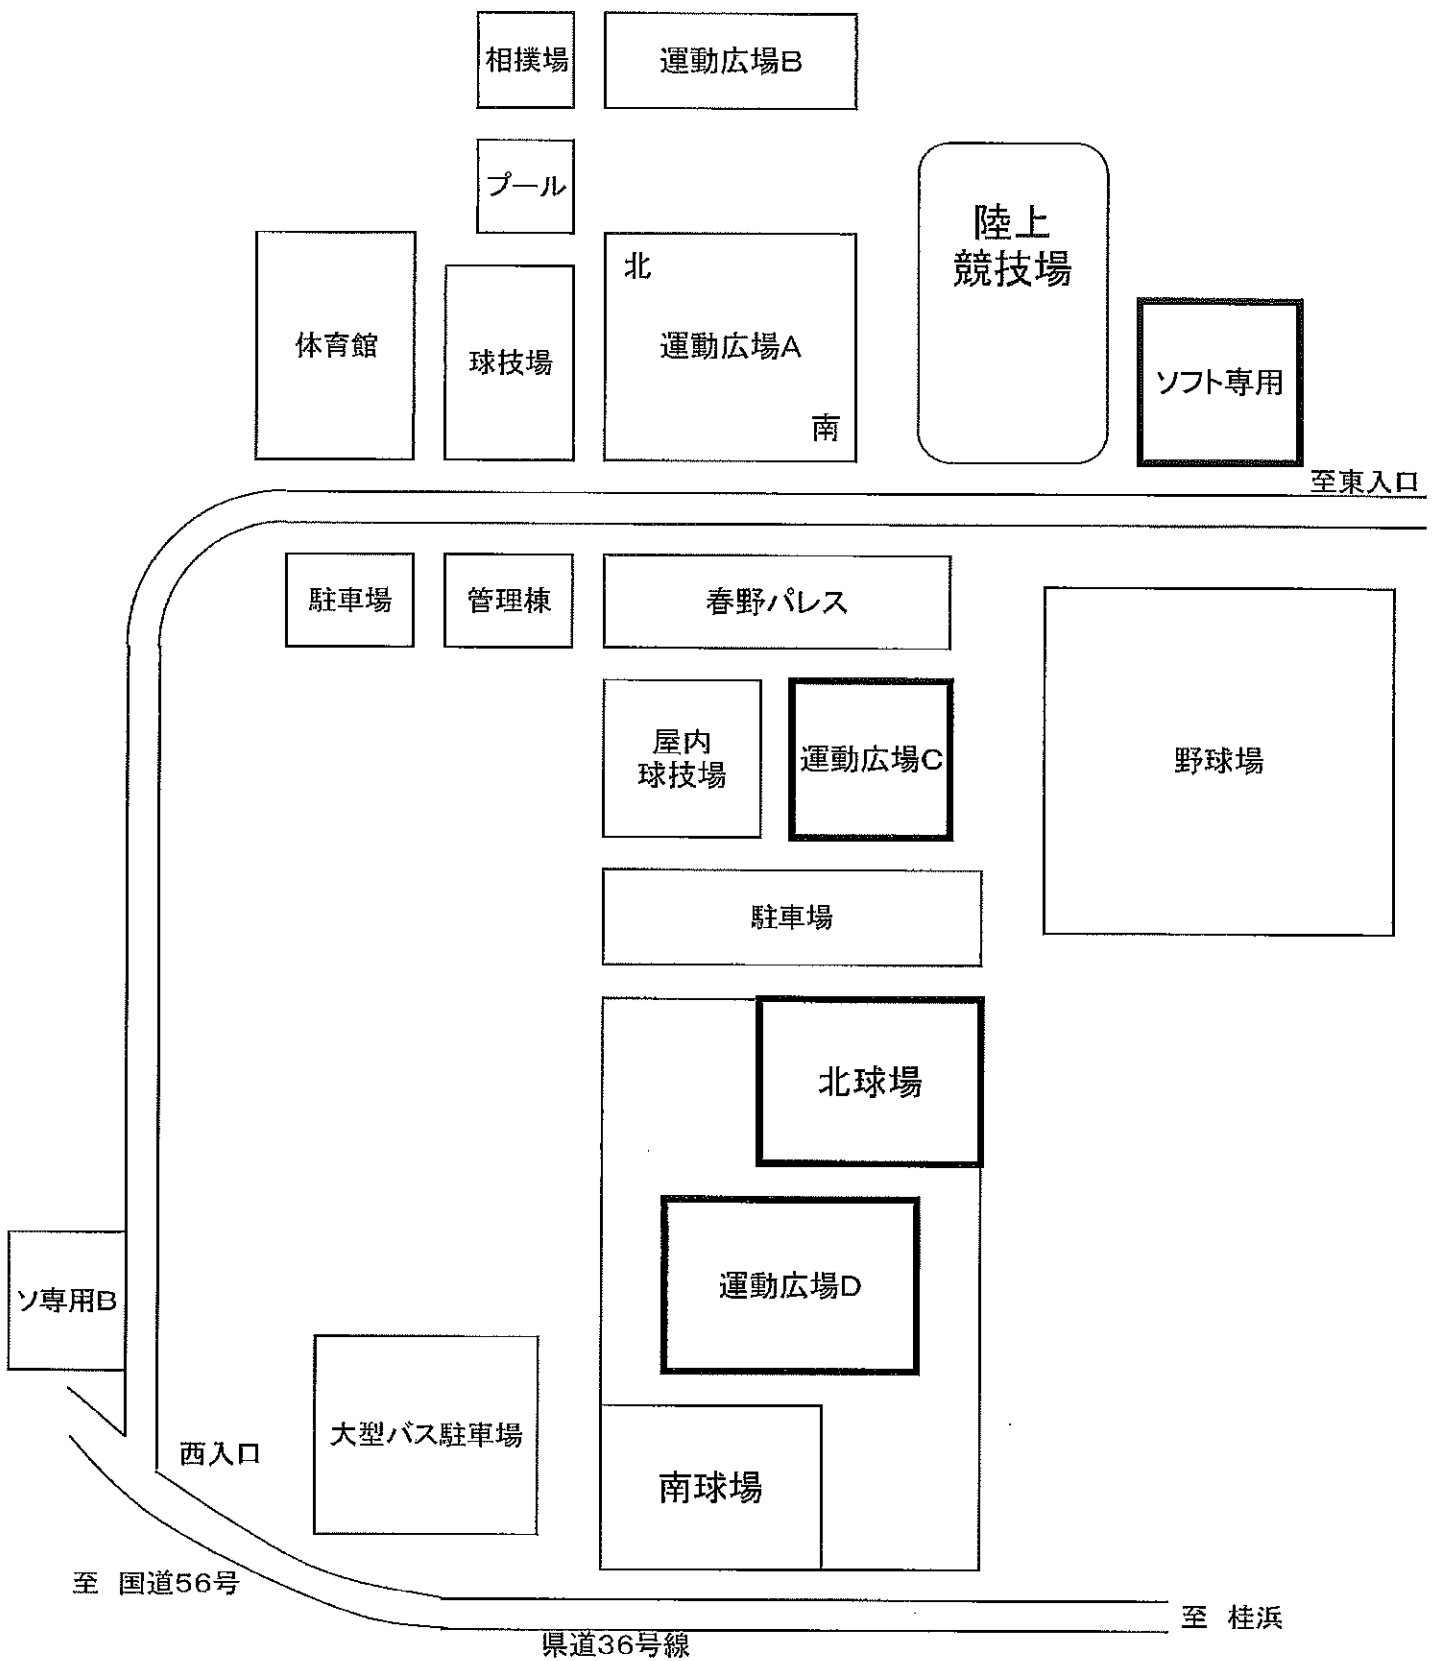 相撲場
運動広場B
プール
陸上
競技場
北
体育館
球技場
運動広場A
ソフト専用
南
至東入口
駐車場
管理棟
春野パレス
屋内
球技場
運動広場C
野球場
駐車場
北球場
運動広場D
ソ専用B
大型バス駐車場
西入口
南球場
至 国道56号
至 桂浜
県道36号線